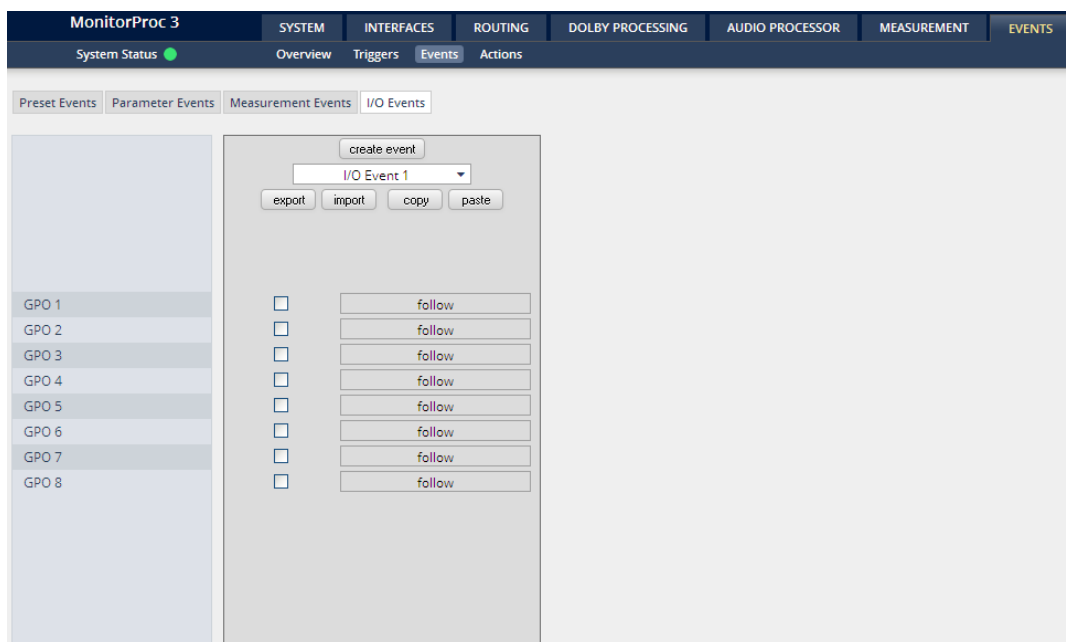 MonitorProc 3 SYSTEM INTERFACES ROUTING DOLBY PROCESSING AUDIO PROCESSOR MEASUREMENT EVENTS
System Status Overview Triggers Events Actions
Preset Events Parameter Events Measurement Events I/O Events
create event
I/O Event 1
export import copy paste
GPO 1 follow
GPO 2 follow
GPO 3 follow
GPO 4 follow
GPO 5 follow
GPO 6 follow
GPO 7 follow
GPO 8 follow